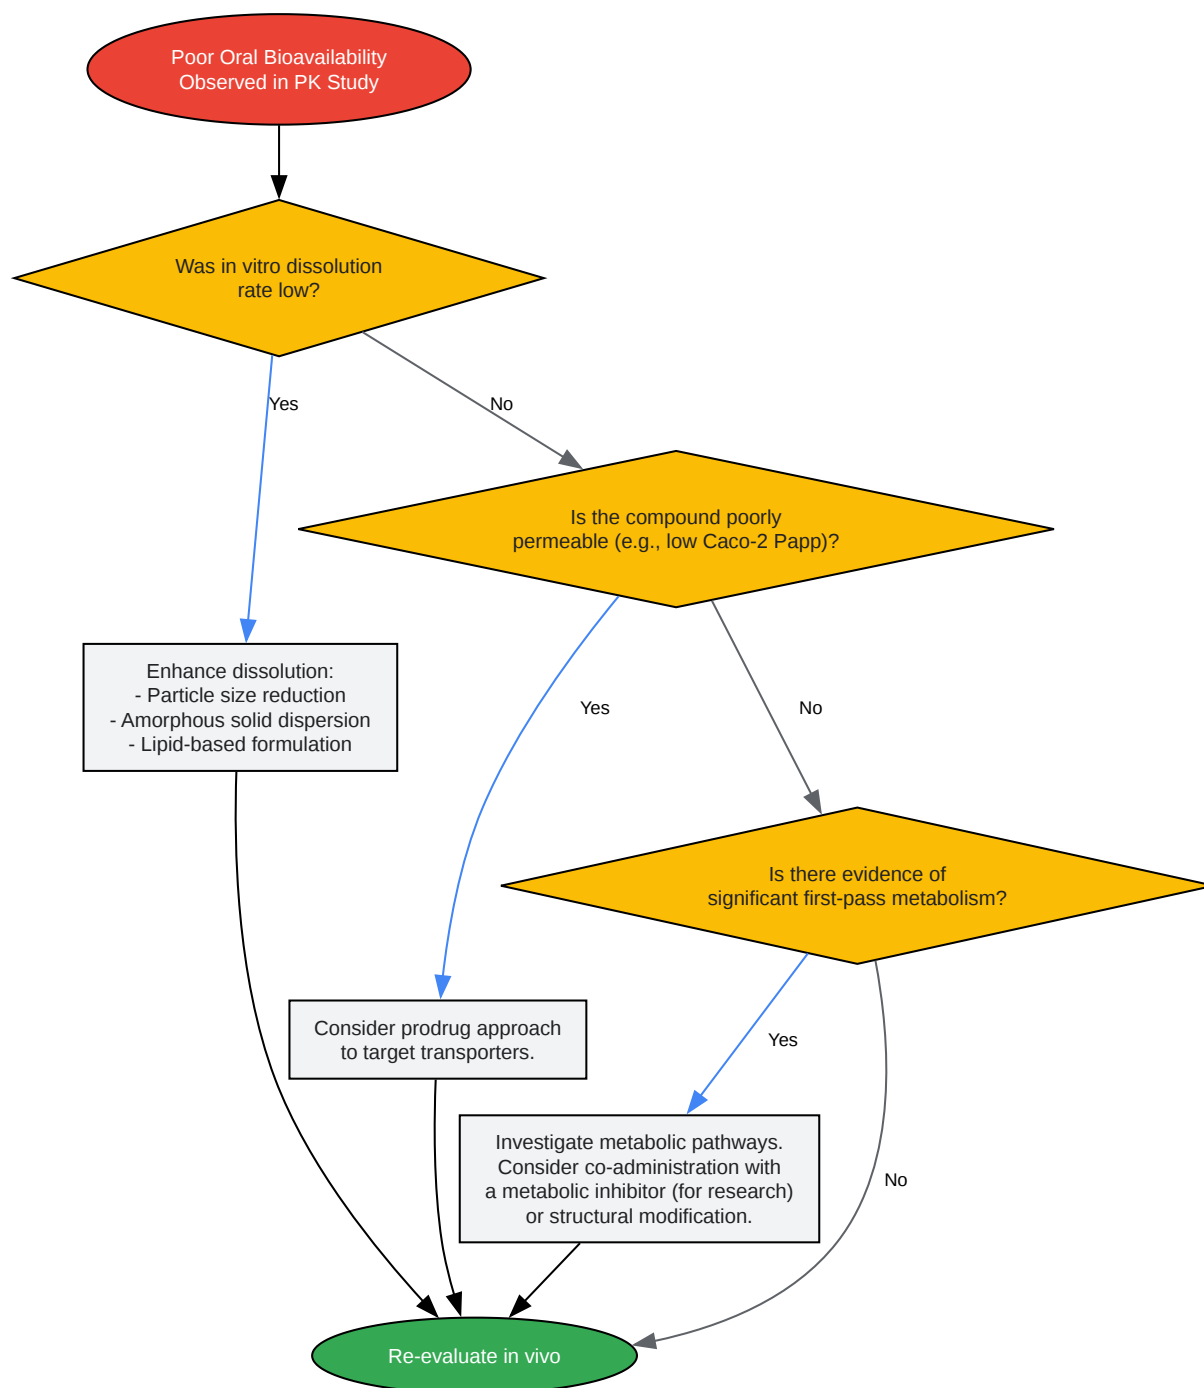 Poor Oral Bioavailability
Observed in PK Study
Was in vitro dissolution
rate low?
Yes
No
Is the compound poorly
permeable (e.g., low Caco-2 Papp)?
Enhance dissolution:
- Particle size reduction
- Amorphous solid dispersion
- Lipid-based formulation
Yes
No
Is there evidence of
significant first-pass metabolism?
Consider prodrug approach
to target transporters.
Yes
Investigate metabolic pathways.
Consider co-administration with
a metabolic inhibitor (for research)
or structural modification.
No
Re-evaluate in vivo